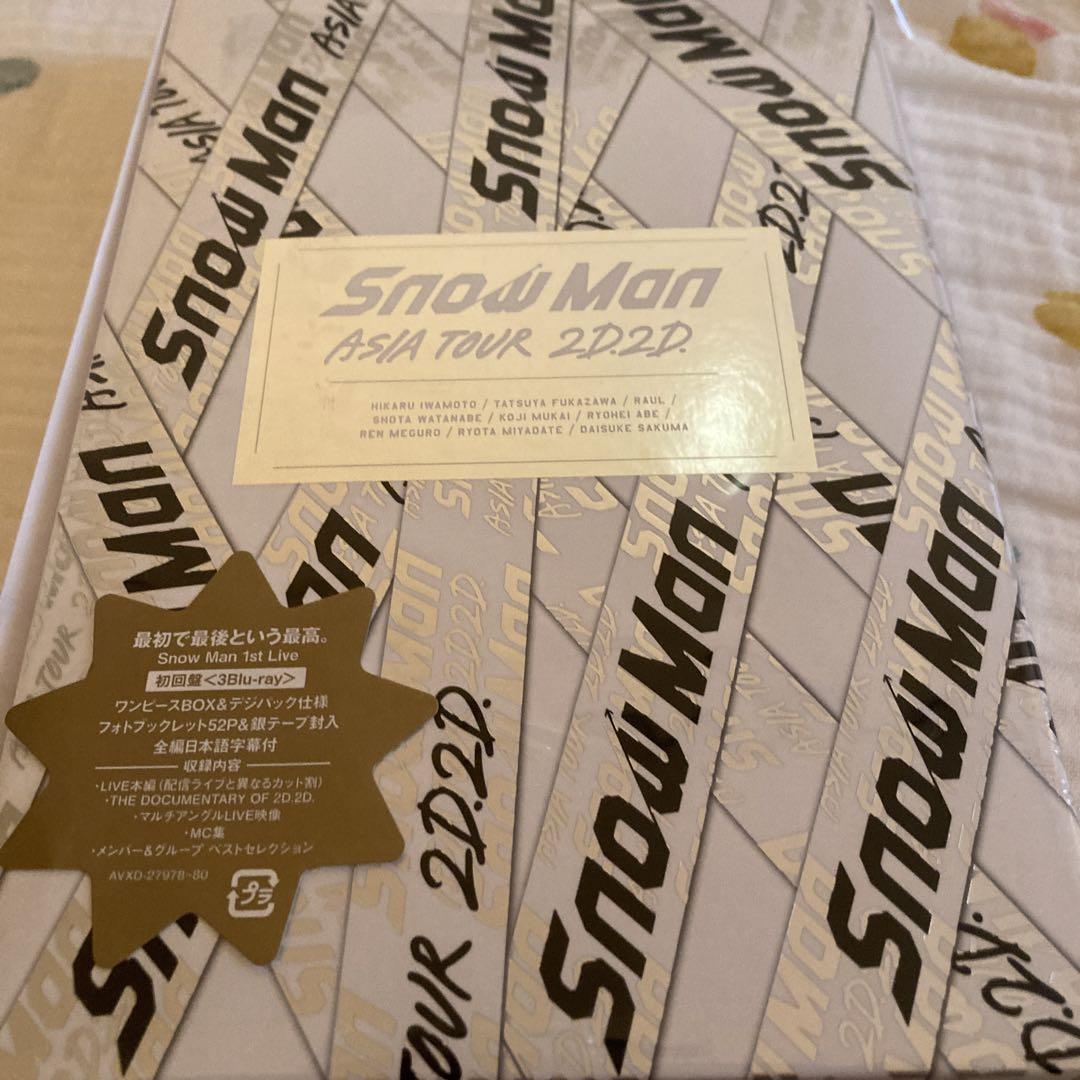 Snow Man ASIA
Snow Man
Snow Man
ASIA TOUR
2D.2D.
Snow Man
ASIA TOUR 2D.2D.
HIKARU IWAMOTO / TATSUYA FUKAZAWA / RAUL /
SHOTA WATANABE / KOJI MUKAI / RYOHEI ABE /
REN MEGURO / RYOTA MIYADATE / DAISUKE SAKUMA
Man
最初で最後という最高。
Snow Man 1st Live
初回盤<3Blu-ray>
ワンピースBOX&デジパック仕様
フォトブックレット52P&銀テープ封入
全編日本語字幕付
収録内容
・LIVE本編(配信ライブと異なるカット割)
・THE DOCUMENTARY OF 2D.2D.
・マルチアングルLIVE映像
・MC集
・メンバー&グループ ベストセレクション
AVXD-27978~80
プラ
TOUR 2D.2D.
Snow Man
Snow Man
2D.2D.